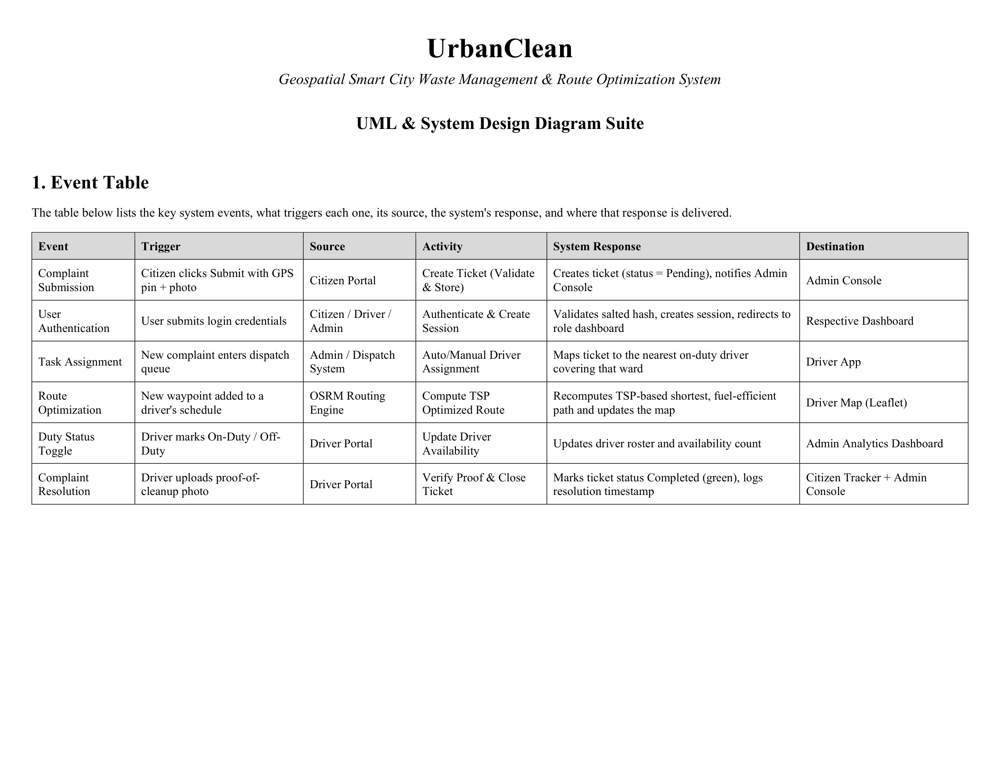 UrbanClean
Geospatial Smart City Waste Management & Route Optimization System
UML & System Design Diagram Suite
1. Event Table
The table below lists the key system events, what triggers each one, its source, the system's response, and where that response is delivered.
Event Trigger Source Activity System Response Destination
Complaint
Submission
Citizen clicks Submit with GPS
pin + photo
Citizen Portal
Create Ticket (Validate
& Store)
Creates ticket (status = Pending), notifies Admin
Console
Admin Console
User
Authentication
User submits login credentials
Citizen / Driver /
Admin
Authenticate & Create
Session
Validates salted hash, creates session, redirects to
role dashboard
Respective Dashboard
Task Assignment
New complaint enters dispatch
queue
Admin / Dispatch
System
Auto/Manual Driver
Assignment
Maps ticket to the nearest on-duty driver
covering that ward
Driver App
Route
Optimization
New waypoint added to a
driver's schedule
OSRM Routing
Engine
Compute TSP
Optimized Route
Recomputes TSP-based shortest, fuel-efficient
path and updates the map
Driver Map (Leaflet)
Duty Status
Toggle
Driver marks On-Duty / Off-
Duty
Driver Portal
Update Driver
Availability
Updates driver roster and availability count
Admin Analytics Dashboard
Complaint
Resolution
Driver uploads proof-of-
cleanup photo
Driver Portal
Verify Proof & Close
Ticket
Marks ticket status Completed (green), logs
resolution timestamp
Citizen Tracker + Admin
Console